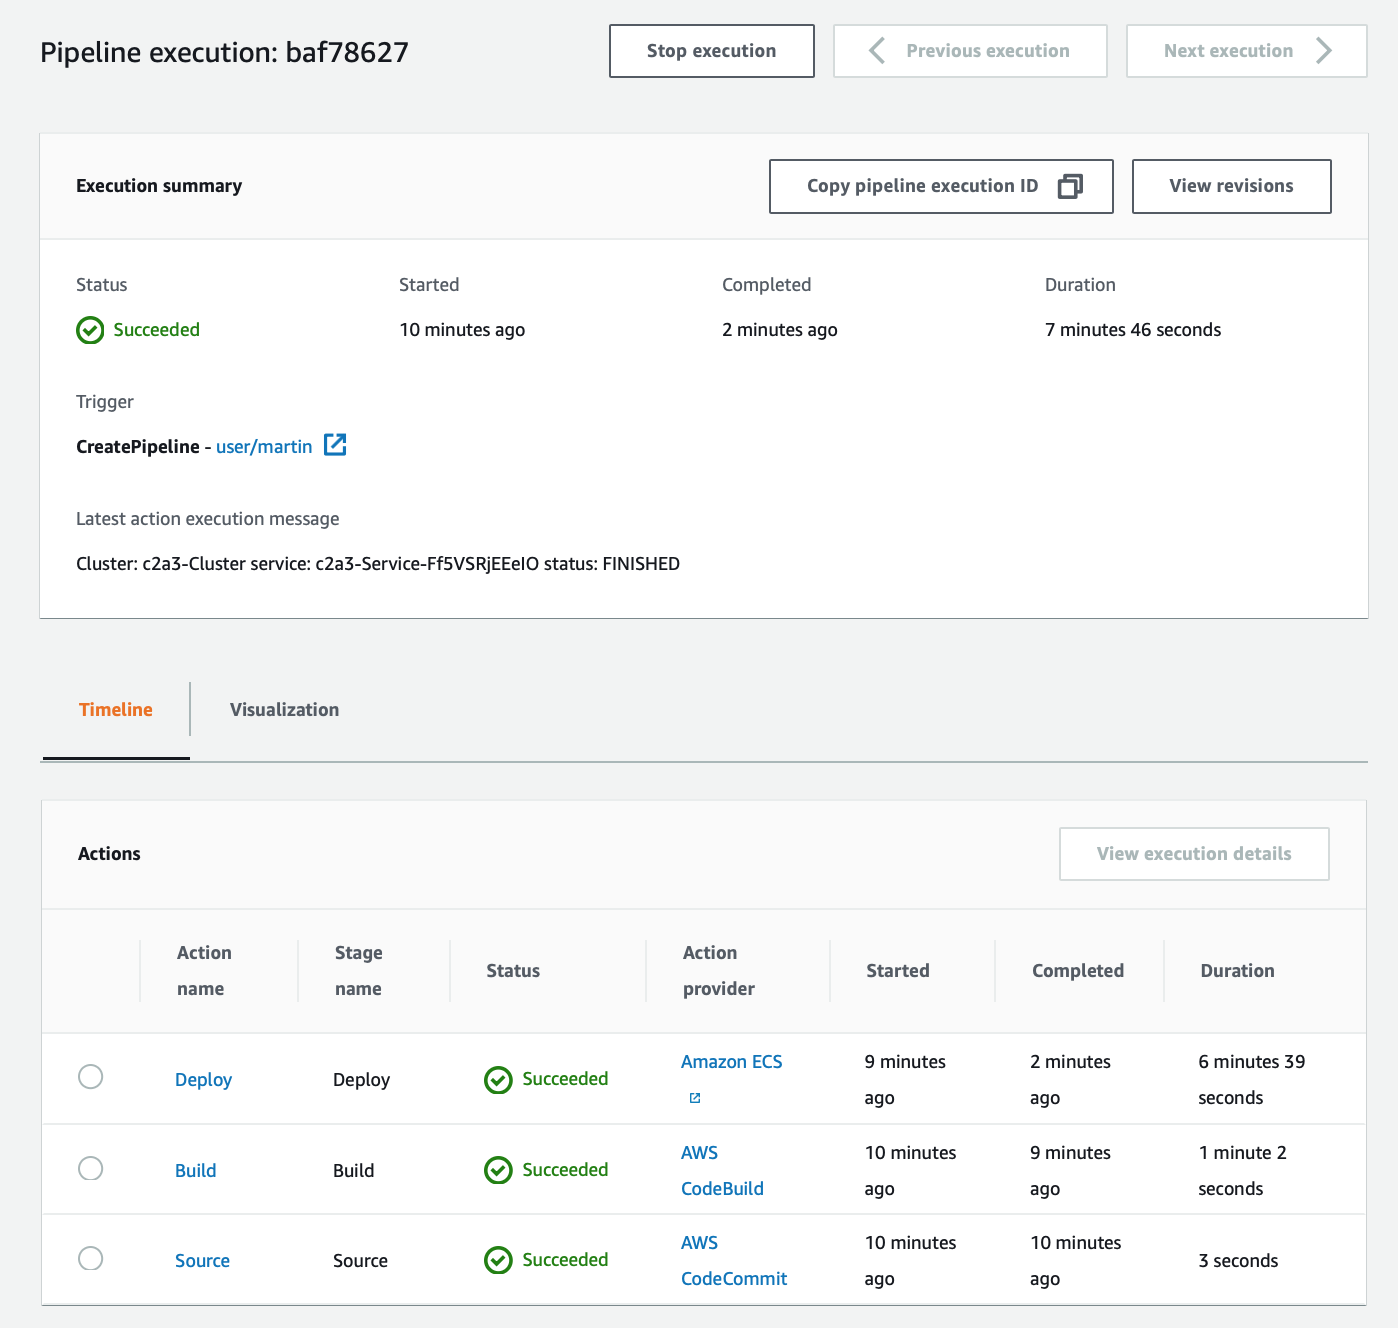 Pipeline execution: baf78627
Stop execution
Previous execution
Next execution
Execution summary
Copy pipeline execution ID
View revisions
Status
Started
Completed
Duration
Succeeded
10 minutes ago
2 minutes ago
7 minutes 46 seconds
Trigger
CreatePipeline - user/martin
Latest action execution message
Cluster: c2a3-Cluster service: c2a3-Service-Ff5VSRjEEeIO status: FINISHED
Timeline
Visualization
Actions
View execution details
Action
name
Stage
name
Status
Action
provider
Started
Completed
Duration
Deploy
Deploy
Succeeded
Amazon ECS
9 minutes
ago
2 minutes
ago
6 minutes 39
seconds
Build
Build
Succeeded
AWS
CodeBuild
10 minutes
ago
9 minutes
ago
1 minute 2
seconds
Source
Source
Succeeded
AWS
CodeCommit
10 minutes
ago
10 minutes
ago
3 seconds